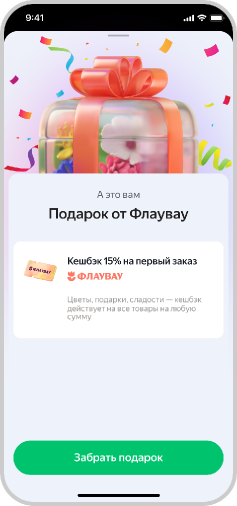 9:41
А это вам
Подарок от Флаувау
Кешбэк 15% на первый заказ
ФЛАУВАУ
ФЛАУВАУ
Цветы, подарки, сладости — кешбэк
действует на все товары на любую
сумму
Забрать подарок